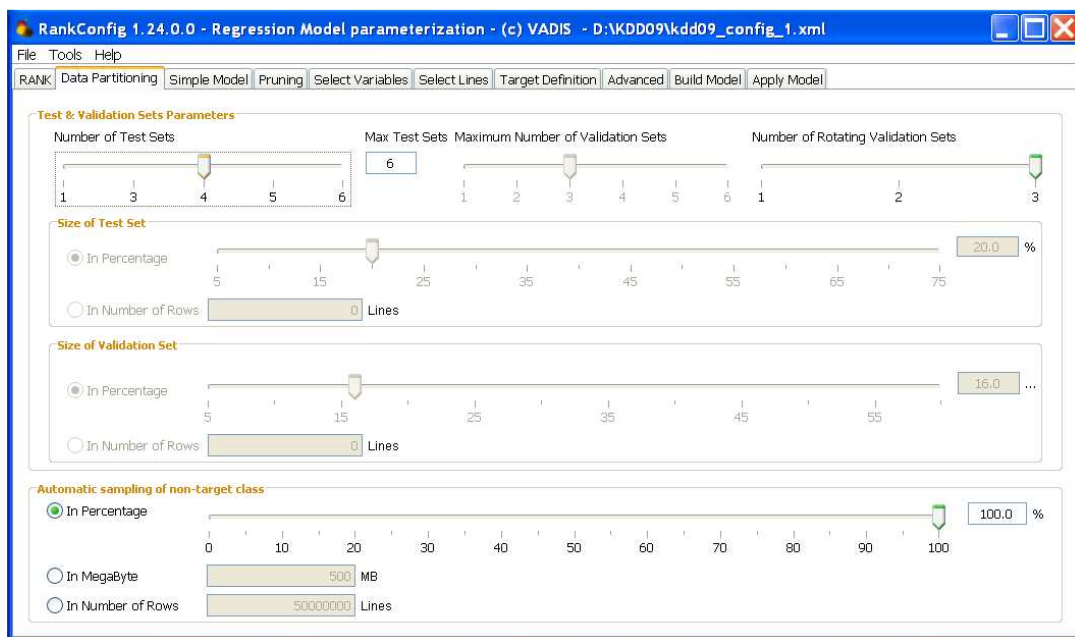 RankConfig 1.24.0.0 - Regression Model parameterization - (c) VADIS - D:\KDD09\kdd09_config_1.xml
File Tools Help
RANK Data Partitioning Simple Model Pruning Select Variables Select Lines Target Definition Advanced Build Model Apply Model
Test & Validation Sets Parameters
Number of Test Sets Max Test Sets Maximum Number of Validation Sets Number of Rotating Validation Sets
6
1 3 4 5 6 1 2 3 4 5 6 1 2 3
Size of Test Set
In Percentage 20.0 %
5 15 25 35 45 55 65 75
In Number of Rows 0 Lines
Size of Validation Set
In Percentage 16.0 ...
5 15 25 35 45 55
In Number of Rows 0 Lines
Automatic sampling of non-target class
In Percentage 100.0 %
0 10 20 30 40 50 60 70 80 90 100
In MegaByte 500 MB
In Number of Rows 50000000 Lines